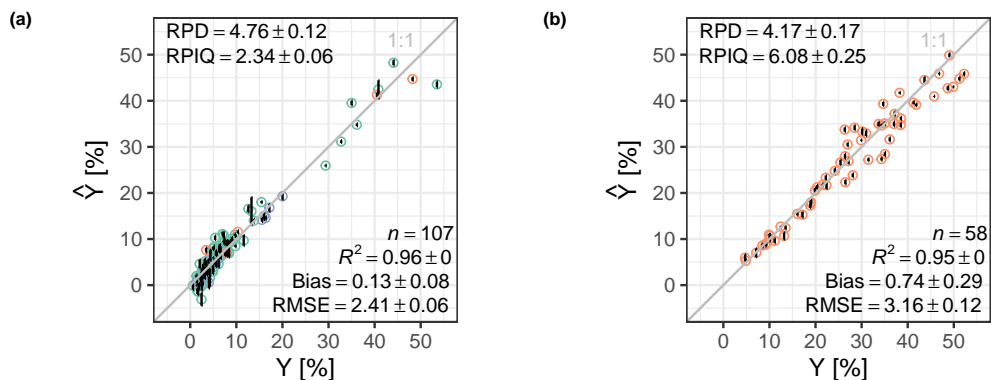 (a)
RPD = 4.76 ± 0.12
RPIQ = 2.34 ± 0.06
1:1
50
40
30
20
10
0
Ŷ [%]
n = 107
R² = 0.96 ± 0
Bias = 0.13 ± 0.08
RMSE = 2.41 ± 0.06
0 10 20 30 40 50
Y [%]
(b)
RPD = 4.17 ± 0.17
RPIQ = 6.08 ± 0.25
1:1
50
40
30
20
10
0
Ŷ [%]
n = 58
R² = 0.95 ± 0
Bias = 0.74 ± 0.29
RMSE = 3.16 ± 0.12
0 10 20 30 40 50
Y [%]